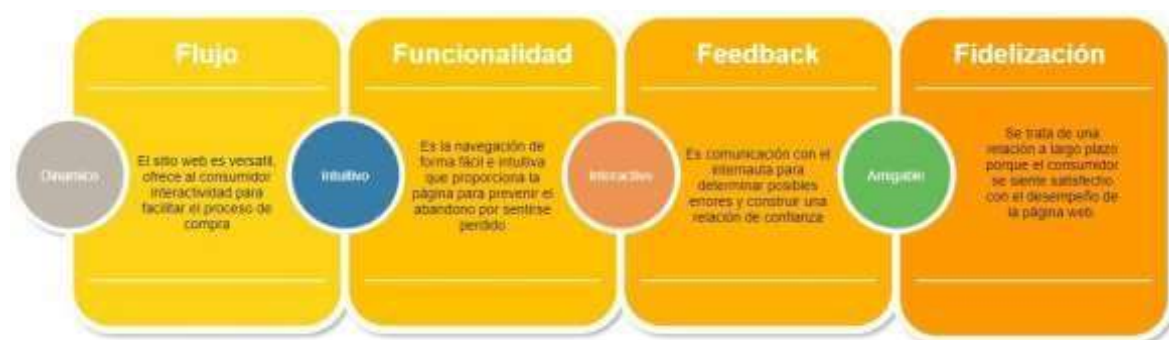 Flujo
Dinámico
El sitio web es versatil,
ofrece al consumidor
interactividad para
facilitar el proceso de
compra
Funcionalidad
Intuitivo
Es la navegación de
forma fácil e intuitiva
que proporciona la
página para prevenir el
abandono por sentirse
perdido
Feedback
Interactivo
Es comunicación con el
internauta para
determinar posibles
errores y construir una
relación de confianza
Fidelización
Amigable
Se trata de una
relación a largo plazo
porque el consumidor
se siente satisfecho
con el desempeño de
la página web